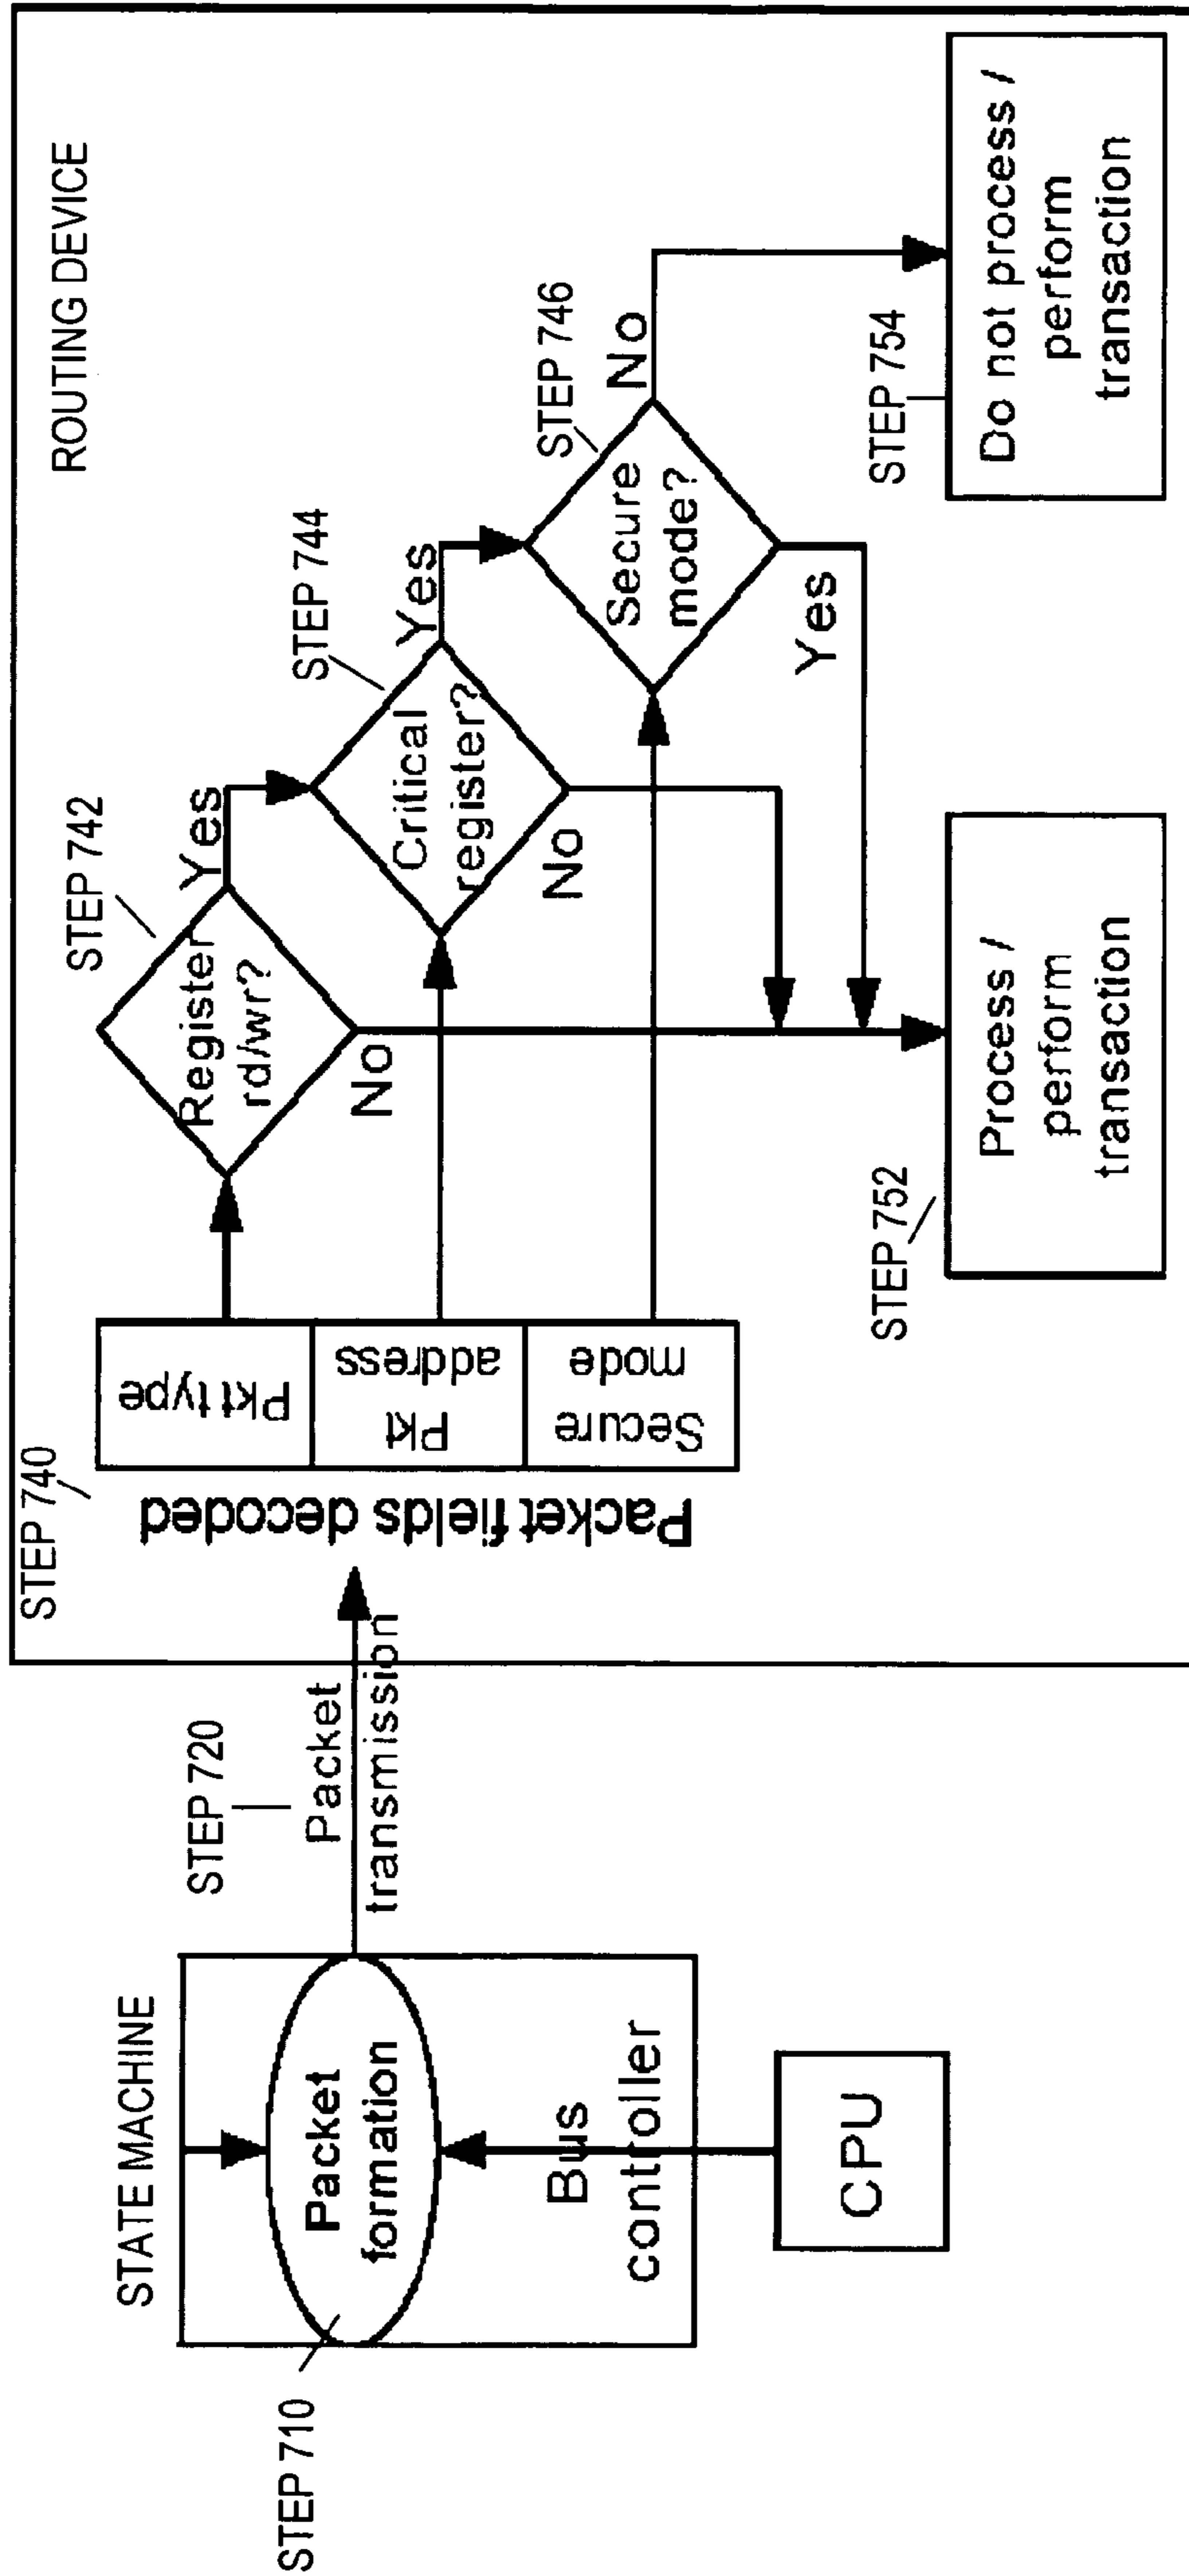 STATE MACHINE
STEP 710
Packet
formation
Bus
controller
CPU
STEP 720
Packet
transmission
ROUTING DEVICE
STEP 740
Packet fields decoded
Pkt type
Pkt
address
Secure
mode
STEP 742
Register
rd/wr?
Yes
No
STEP 744
Critical
register?
Yes
No
STEP 746
Secure
mode?
No
Yes
STEP 752
Process /
perform
transaction
STEP 754
Do not process /
perform
transaction